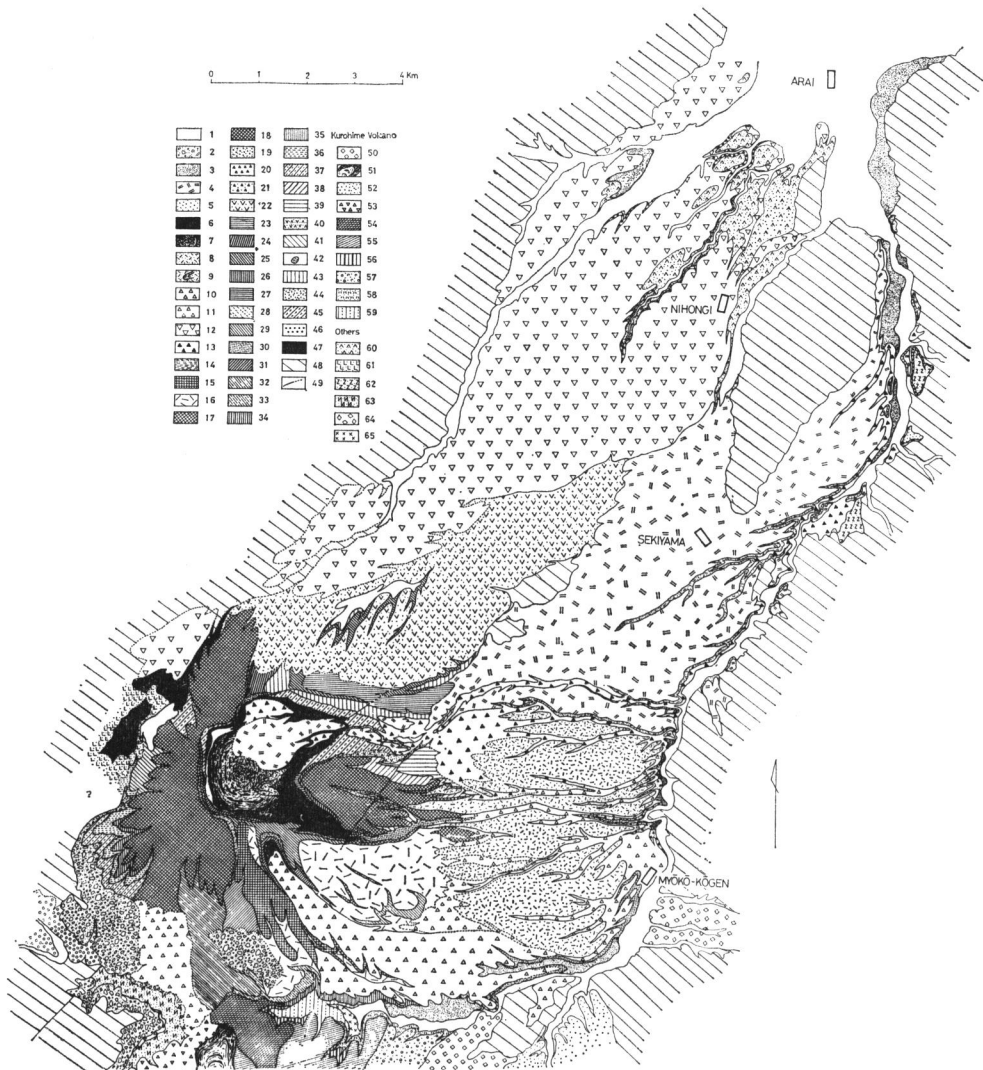 0 1 2 3 4 Km
ARAI
1 18 35 Kurohime Volcano
2 19 36 50
3 20 37 51
4 21 38 52
5 22 39 53
6 23 40 54
7 24 41 55
8 25 42 56
9 26 43 57
10 27 44 58
11 28 45 59
12 29 46 Others
13 30 47 60
14 31 48 61
15 32 49 62
16 33 63
17 34 64
65
NIHONGI
SEKIYAMA
?
MYŌKŌ-KŌGEN